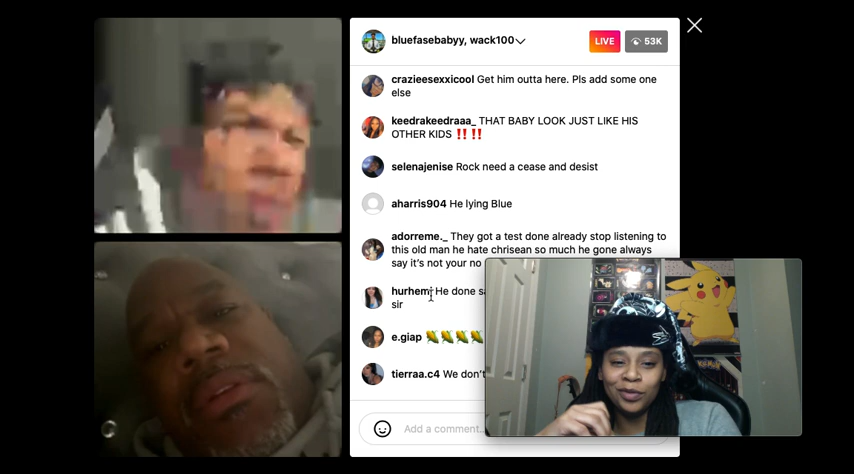 bluefasebabyy, wack100
LIVE
53K
crazieesexxicool Get him outta here. Pls add some one
else
keedrakeedraaa_ THAT BABY LOOK JUST LIKE HIS
OTHER KIDS ‼️ ‼️
selenajenise Rock need a cease and desist
aharris904 He lying Blue
adorreme._ They got a test done already stop listening to
this old man he hate chrisean so much he gone always
say it’s not your no
He done sa
sir
e.giap 🌽🌽🌽🌽
tierraa.c4 We don’t
Add a comment..